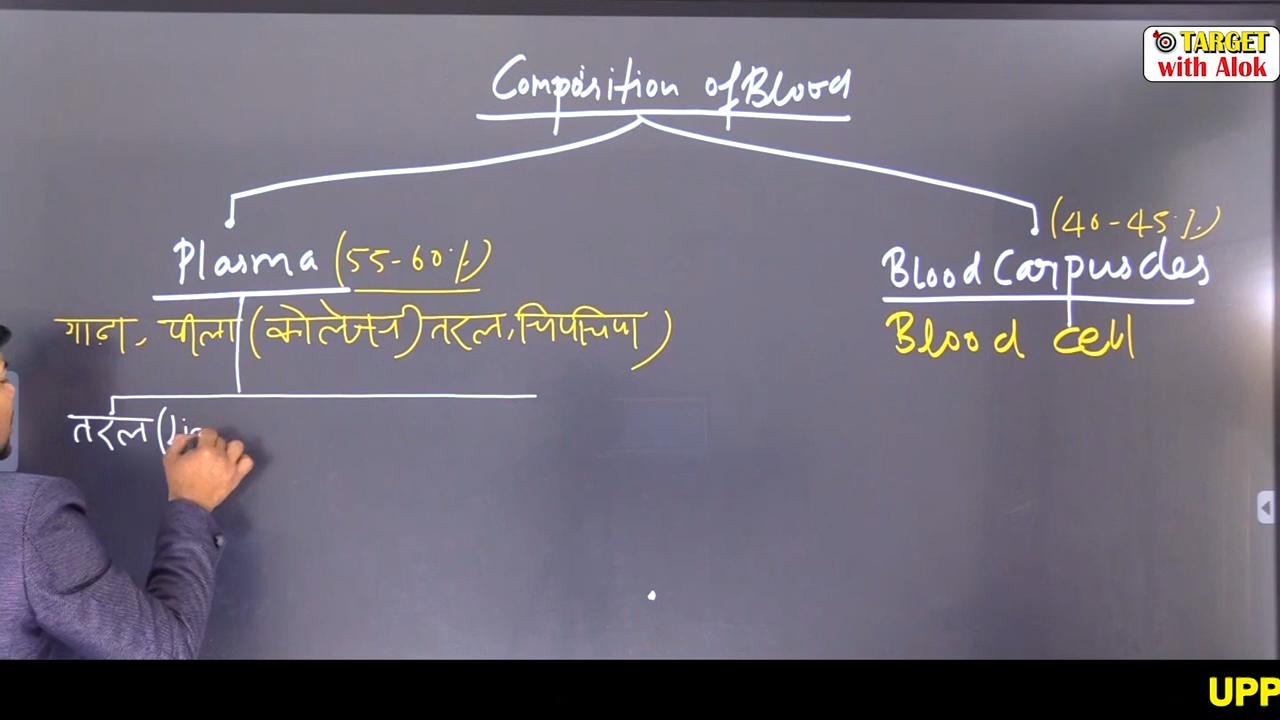 TARGET
with Alok
Composition of Blood
Plasma (55-60%)
(40-45%)
Blood Corpuscles
गाढ़ा, पीला (कोलेजन) तरल, चिपचिपा)
Blood cell
तरल (Li
UPP